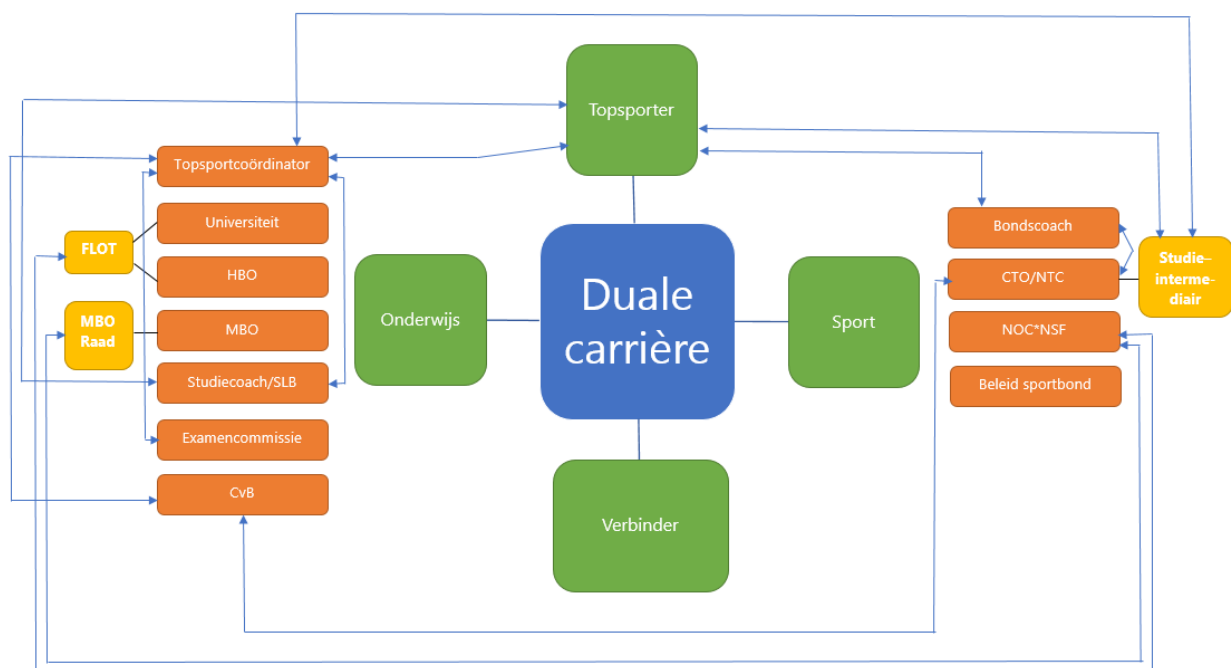 Topsporter
Topsportcoördinator
Universiteit
HBO
MBO
Studiecoach/SLB
Examencommissie
CvB
FLOT
MBO
Raad
Onderwijs
Duale
carrière
Sport
Verbinder
Bondscoach
CTO/NTC
NOC*NSF
Beleid sportbond
Studie–
interme-
diair